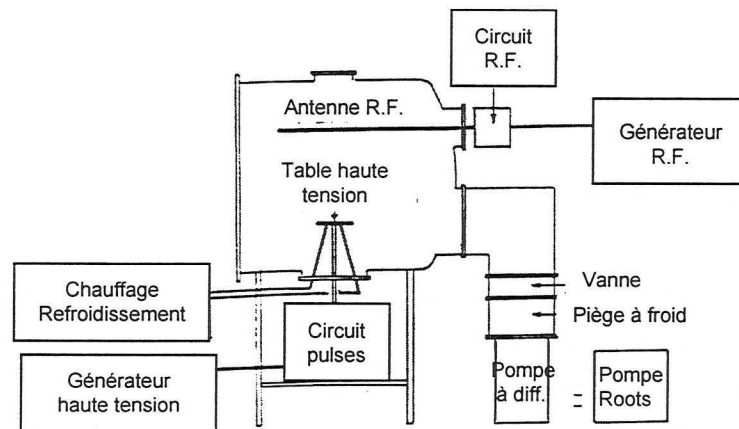 Circuit
R.F.
Antenne R.F.
Générateur
R.F.
Table haute
tension
Vanne
Chauffage
Refroidissement
Piège à froid
Circuit
pulses
Pompe
à diff.
Pompe
Roots
Générateur
haute tension